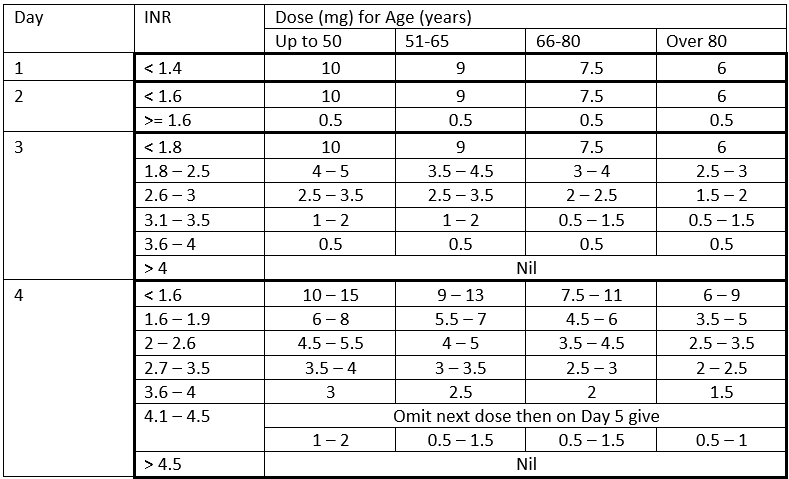 Day INR Dose (mg) for Age (years)
Up to 50 51-65 66-80 Over 80
1 < 1.4 10 9 7.5 6
2 < 1.6 10 9 7.5 6
>= 1.6 0.5 0.5 0.5 0.5
3 < 1.8 10 9 7.5 6
1.8 – 2.5 4 – 5 3.5 – 4.5 3 – 4 2.5 – 3
2.6 – 3 2.5 – 3.5 2.5 – 3.5 2 – 2.5 1.5 – 2
3.1 – 3.5 1 – 2 1 – 2 0.5 – 1.5 0.5 – 1.5
3.6 – 4 0.5 0.5 0.5 0.5
> 4 Nil
4 < 1.6 10 – 15 9 – 13 7.5 – 11 6 – 9
1.6 – 1.9 6 – 8 5.5 – 7 4.5 – 6 3.5 – 5
2 – 2.6 4.5 – 5.5 4 – 5 3.5 – 4.5 2.5 – 3.5
2.7 – 3.5 3.5 – 4 3 – 3.5 2.5 – 3 2 – 2.5
3.6 – 4 3 2.5 2 1.5
4.1 – 4.5 Omit next dose then on Day 5 give
1 – 2 0.5 – 1.5 0.5 – 1.5 0.5 – 1
> 4.5 Nil